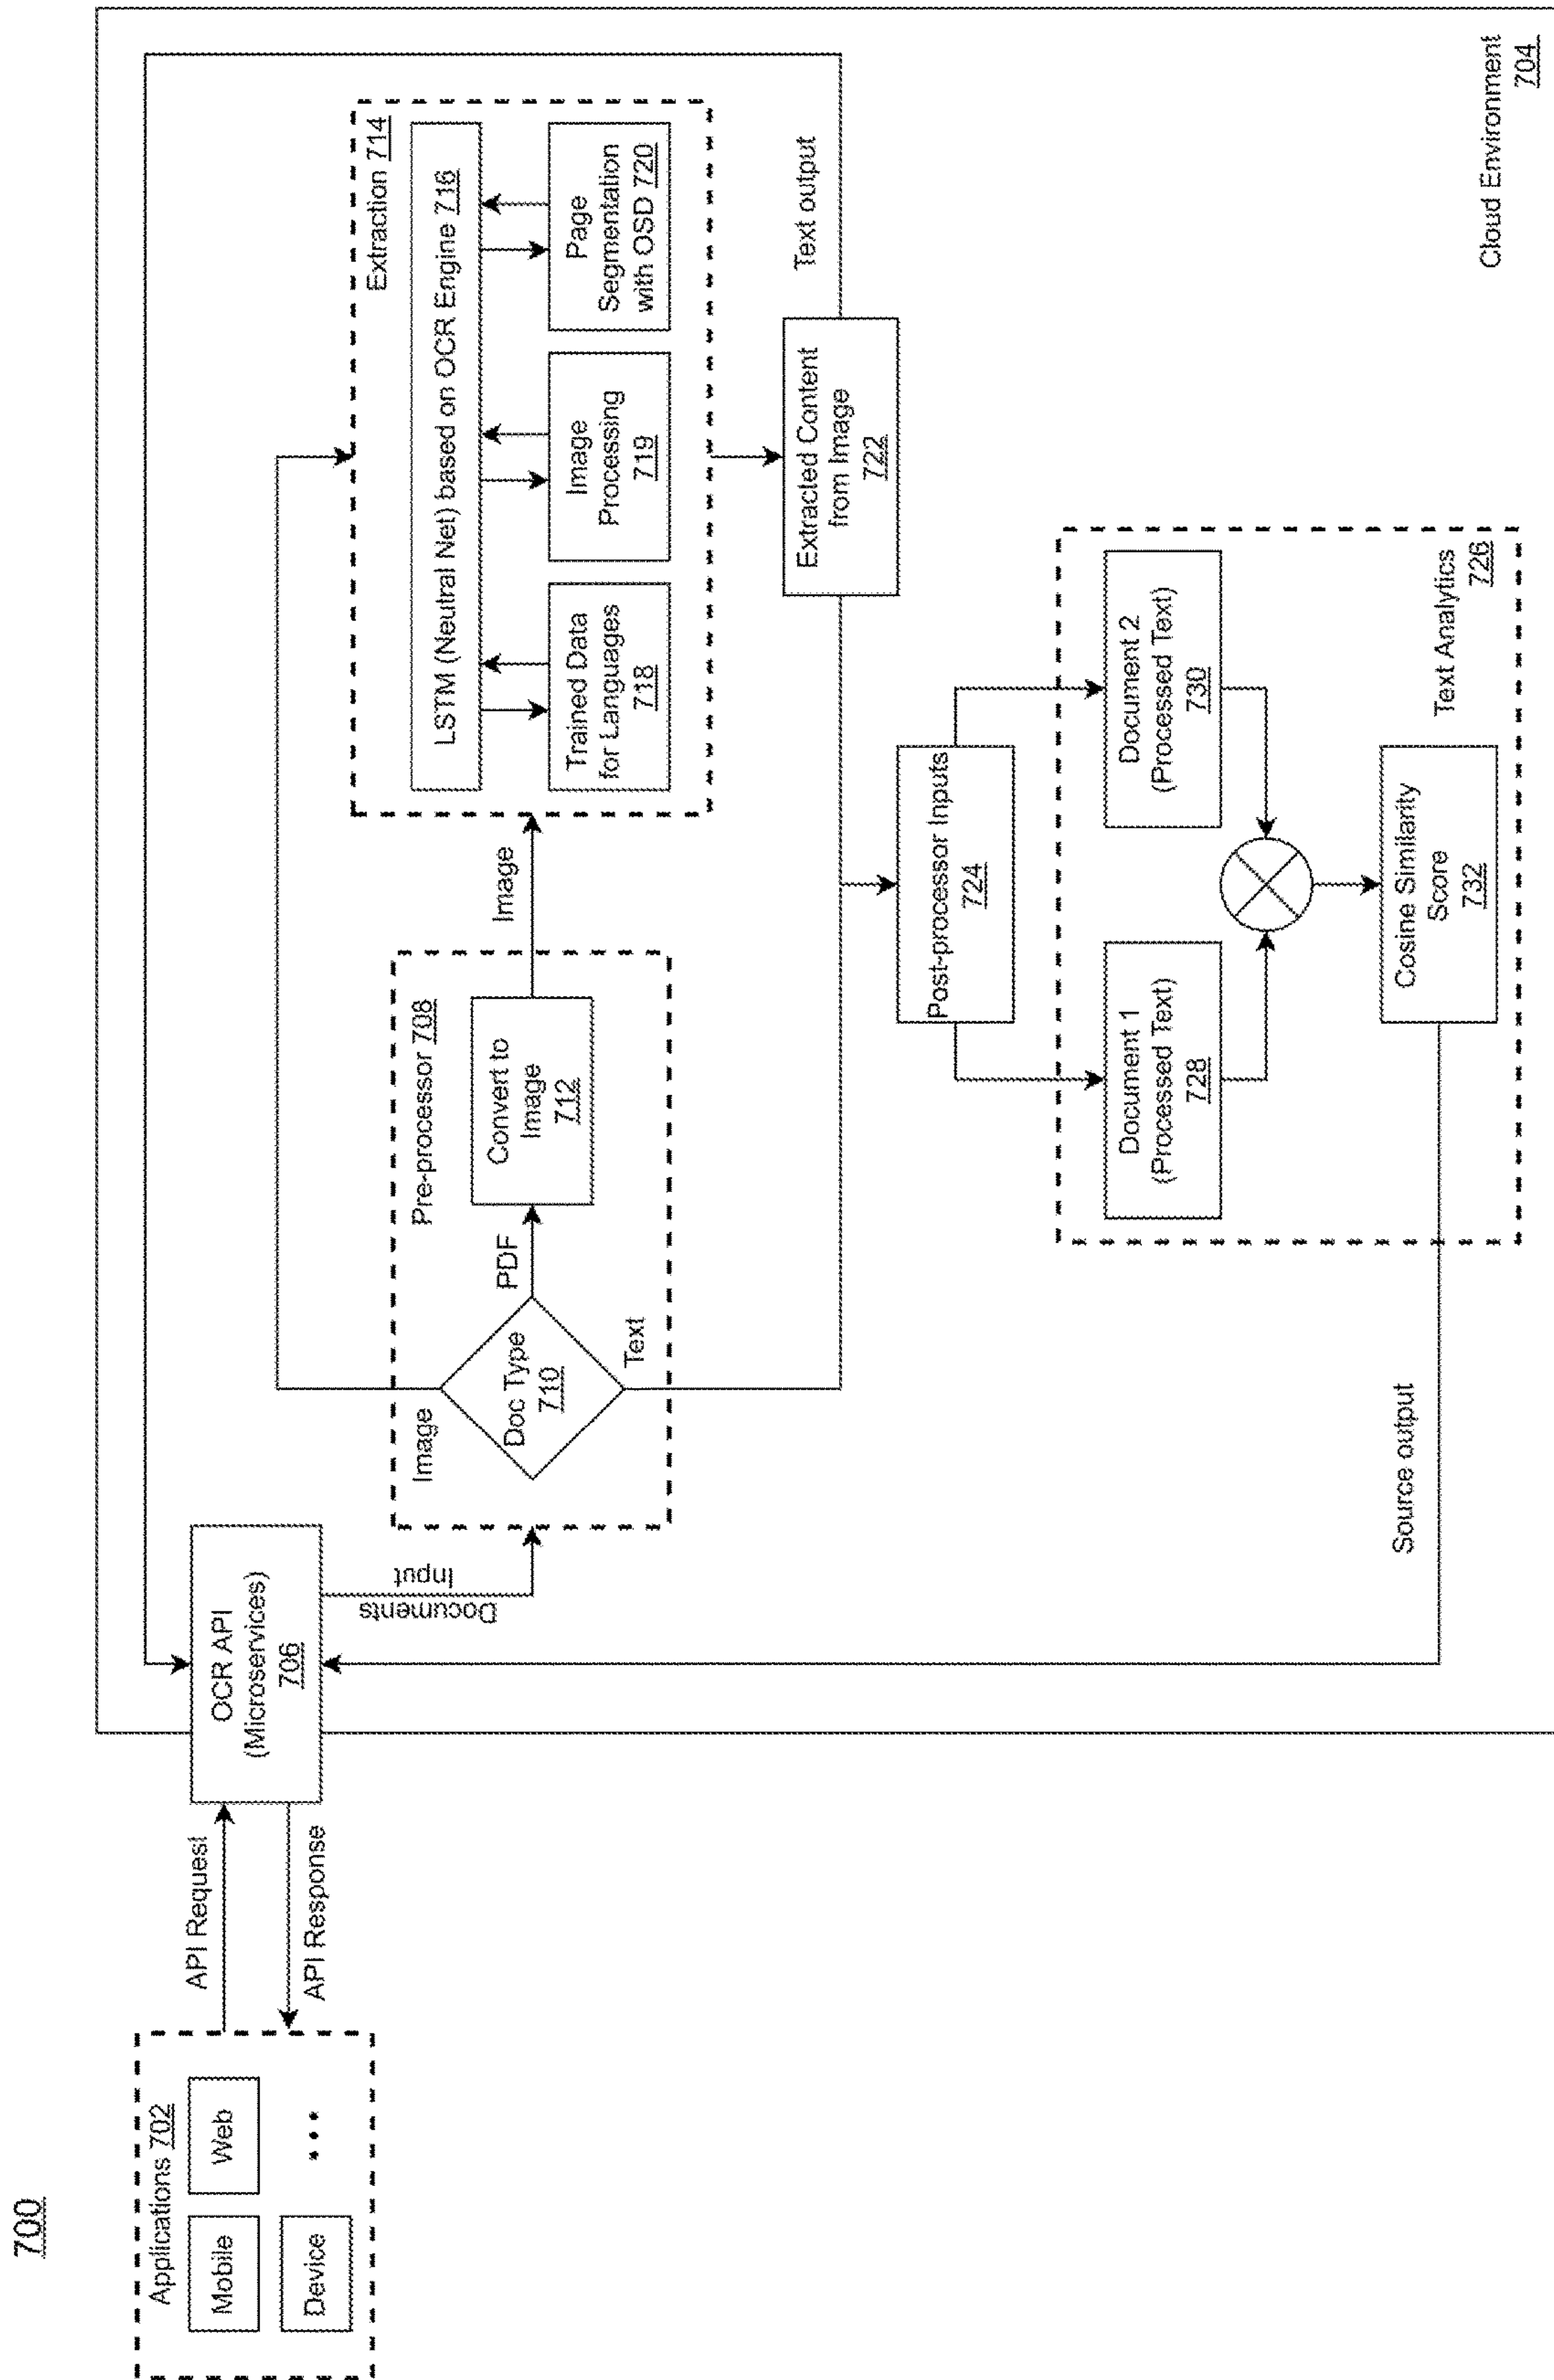 700
Applications 702
Mobile
Web
Device
...
API Request
API Response
OCR API
(Microservices)
706
Documents
Input
Pre-processor 708
Image
Doc Type
710
PDF
Text
Convert to
Image
712
Image
Extraction 714
LSTM (Neutral Net) based on OCR Engine 716
Trained Data
for Languages
718
Image
Processing
719
Page
Segmentation
with OSD 720
Extracted Content
from Image
722
Text output
Post-processor Inputs
724
Document 1
(Processed Text)
728
Document 2
(Processed Text)
730
Cosine Similarity
Score
732
Text Analytics
726
Source output
Cloud Environment
704